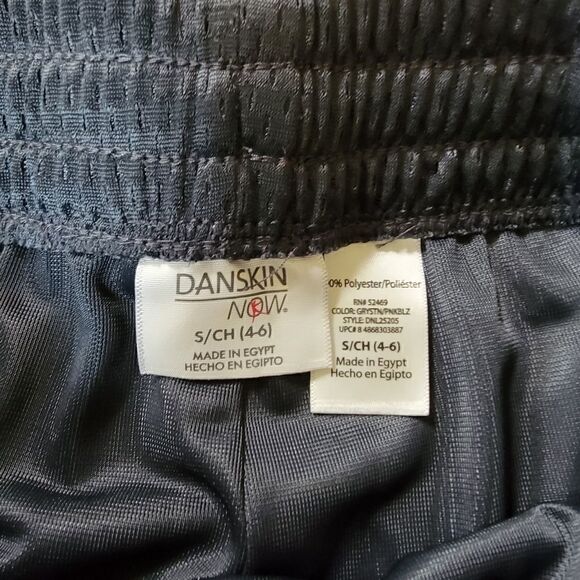 DANSKIN
NOW.
S/CH (4-6)
MADE IN EGYPT
HECHO EN EGIPTO
0% Polyester/Poliéster
RN# 52469
COLOR: GRYSTN/PNKBLZ
STYLE: DNL25205
UPC# 8 4868303887
S/CH (4-6)
Made in Egypt
Hecho en Egipto